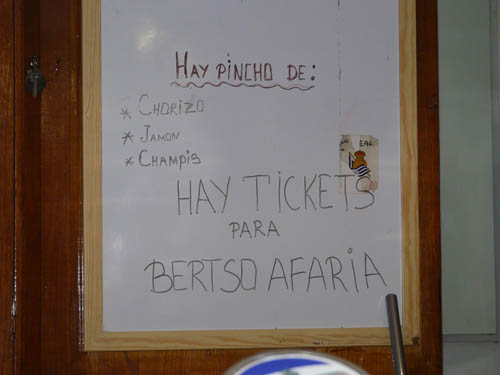 HAY PINCHO DE:
* CHORIZO
* JAMON
* CHAMPIS
HAY TICKETS
PARA
BERTSO AFARIA